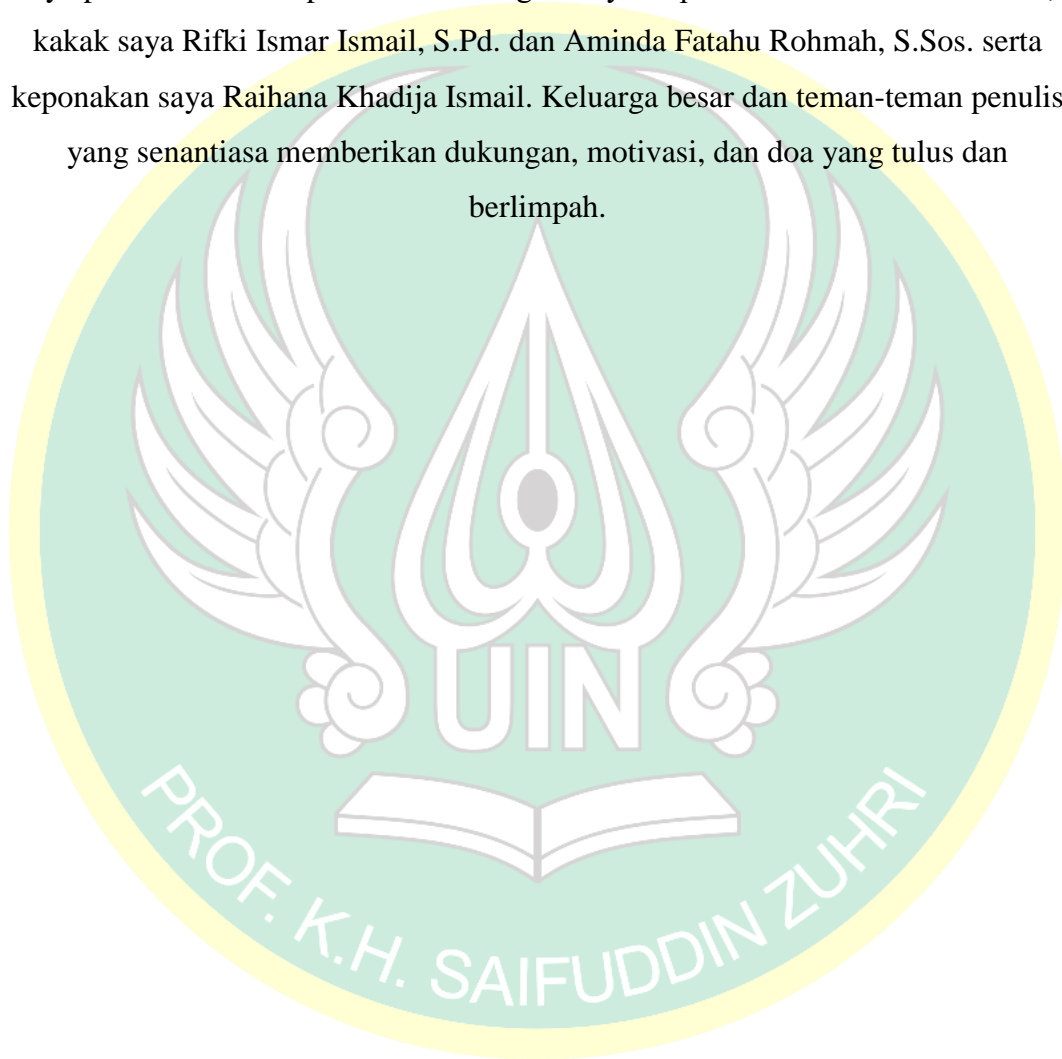 kakak saya Rifki Ismar Ismail, S.Pd. dan Aminda Fatahu Rohmah, S.Sos. serta
keponakan saya Raihana Khadija Ismail. Keluarga besar dan teman-teman penulis
yang senantiasa memberikan dukungan, motivasi, dan doa yang tulus dan
berlimpah.
UIN
PROF. K.H. SAIFUDDIN ZUHRI